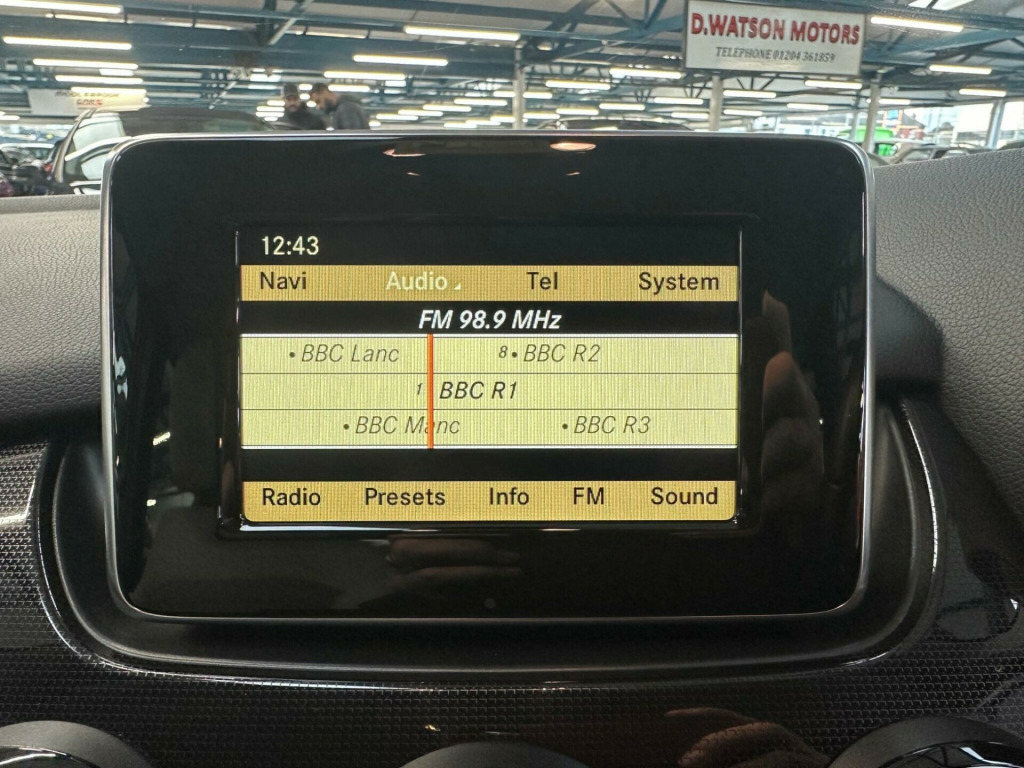 D.WATSON MOTORS
TELEPHONE 01204 361859
12:43
Navi Audio Tel System
FM 98.9 MHz
• BBC Lanc 8 • BBC R2
1 BBC R1
• BBC Manc • BBC R3
Radio Presets Info FM Sound